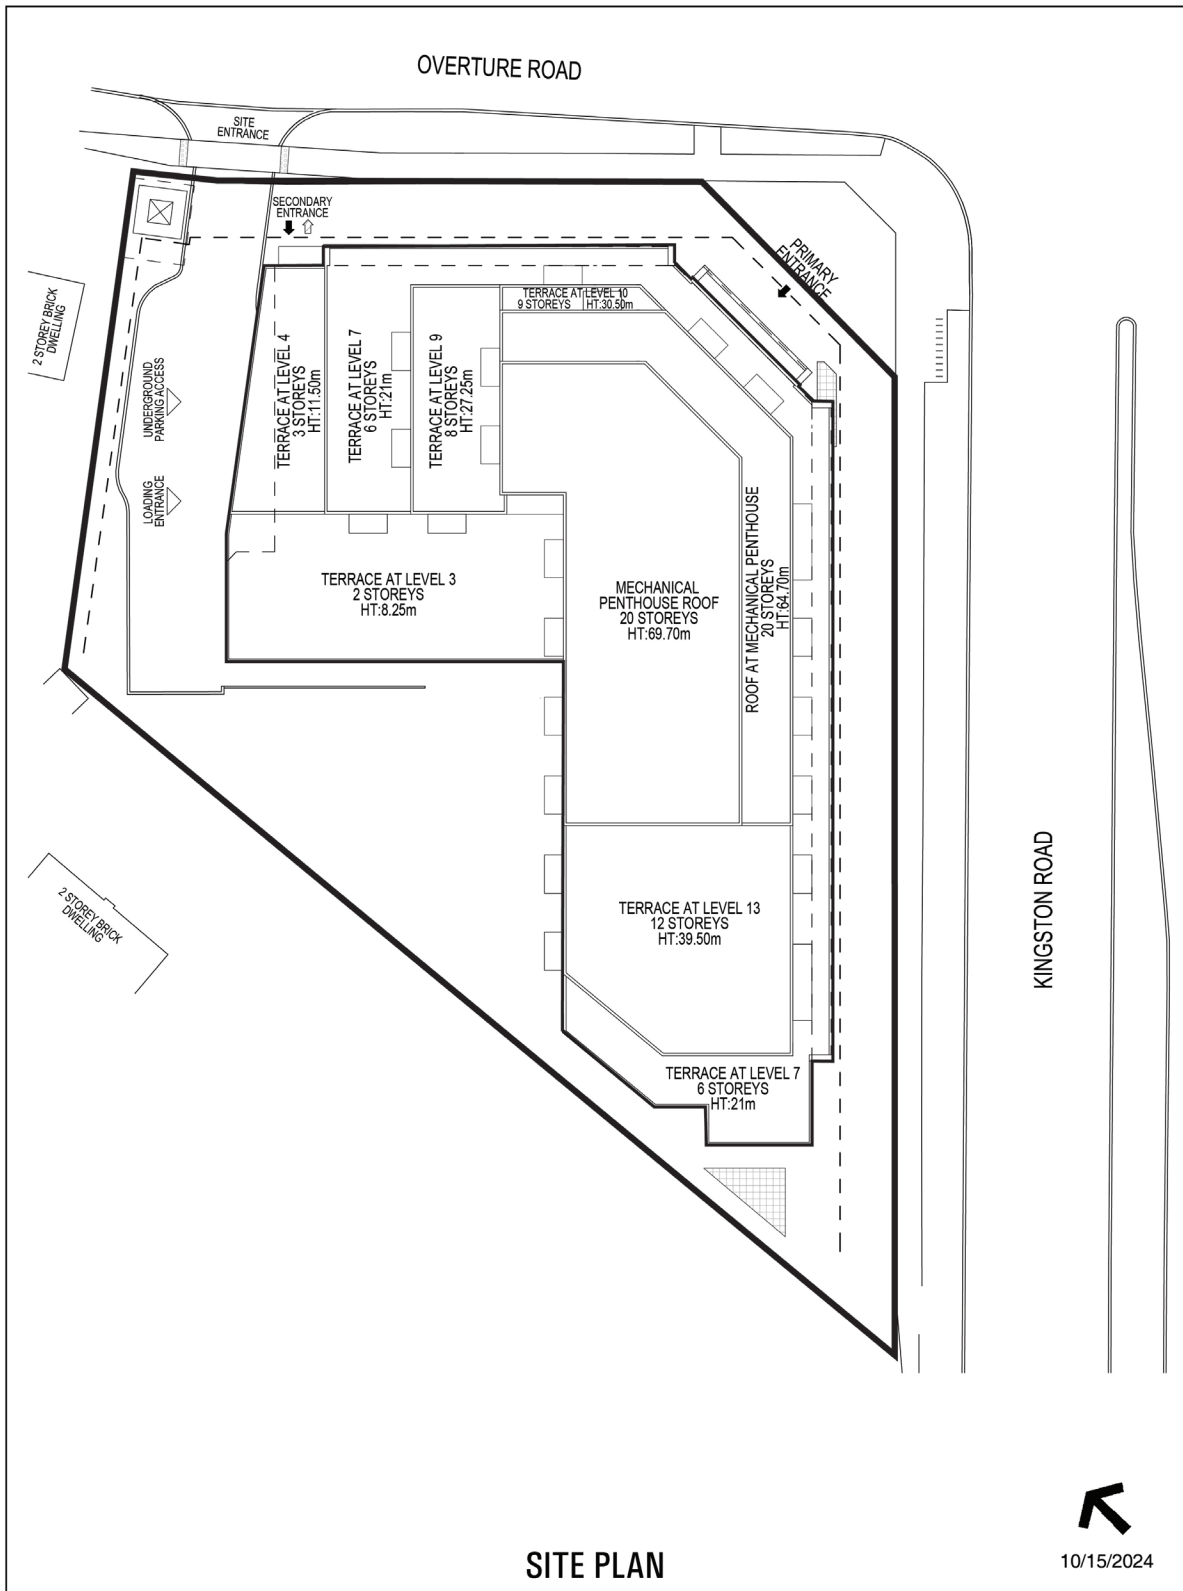 OVERTURE ROAD
SITE
ENTRANCE
SECONDARY
ENTRANCE
PRIMARY
ENTRANCE
2 STOREY BRICK
DWELLING
UNDERGROUND
PARKING ACCESS
LOADING
ENTRANCE
TERRACE AT LEVEL 4
3 STOREYS
HT:11.50m
TERRACE AT LEVEL 7
6 STOREYS
HT:21m
TERRACE AT LEVEL 9
8 STOREYS
HT:27.25m
TERRACE AT LEVEL 10
9 STOREYS HT:30.50m
TERRACE AT LEVEL 3
2 STOREYS
HT:8.25m
MECHANICAL
PENTHOUSE ROOF
20 STOREYS
HT:69.70m
ROOF AT MECHANICAL PENTHOUSE
20 STOREYS
HT:64.70m
TERRACE AT LEVEL 13
12 STOREYS
HT:39.50m
TERRACE AT LEVEL 7
6 STOREYS
HT:21m
2 STOREY BRICK
DWELLING
KINGSTON ROAD
SITE PLAN
10/15/2024